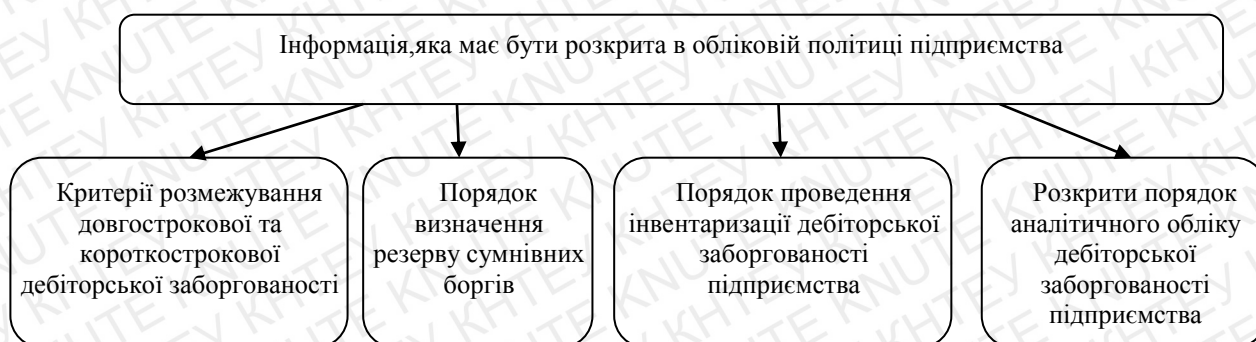 Інформація,яка має бути розкрита в обліковій політиці підприємства
Критерії розмежування
довгострокової та
короткострокової
дебіторської заборгованості
Порядок
визначення
резерву сумнівних
боргів
Порядок проведення
інвентаризації дебіторської
заборгованості
підприємства
Розкрити порядок
аналітичного обліку
дебіторської
заборгованості
підприємства